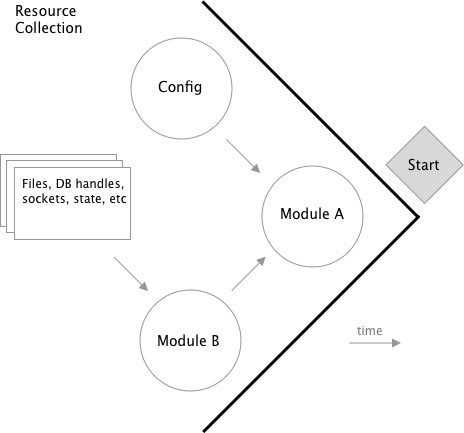 Resource
Collection
Config
Start
Files, DB handles,
sockets, state, etc
Module A
time
Module B